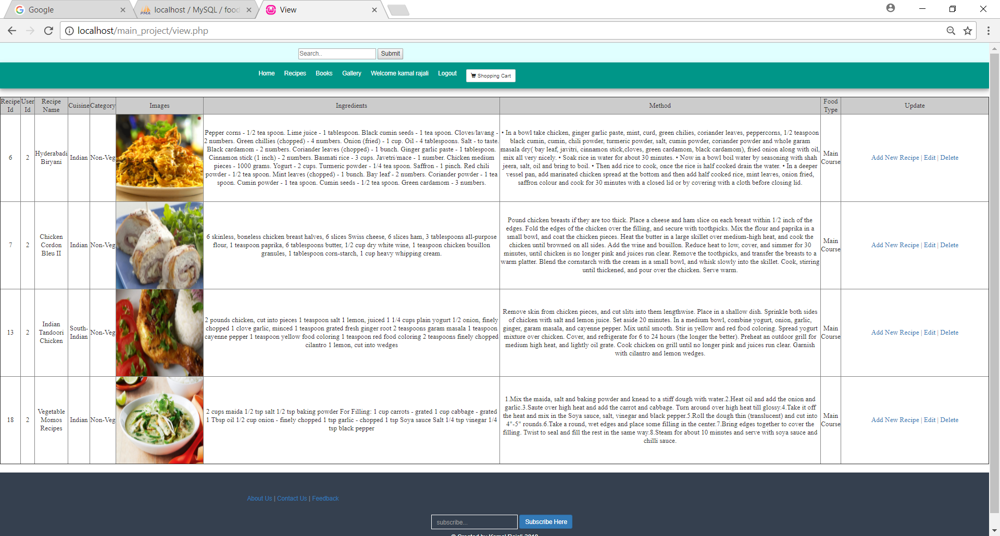 Google
localhost / MySQL / food
View
localhost/main_project/view.php
Search..
Submit
Home Recipes Books Gallery Welcome kamal rajali Logout Shopping Cart
Recipe Id
User Id
Recipe Name
Cuisine
Category
Images
Ingredients
Method
Food Type
Update
6
2
Hyderabadi
Biryani
Indian
Non-Veg
Pepper corns - 1/2 tea spoon. Lime juice - 1 tablespoon. Black cumin seeds - 1 tea spoon. Cloves/lavang -
2 numbers. Green chillies (chopped) - 4 numbers. Onion (fried) - 1 cup. Oil - 4 tablespoons. Salt - to taste.
Black cardamom - 2 numbers. Coriander leaves (chopped) - 1 bunch. Ginger garlic paste - 1 tablespoon.
Cinnamon stick (1 inch) - 2 numbers. Basmati rice - 3 cups. Javetri/mace - 1 number. Chicken medium
pieces - 1000 grams. Yogurt - 2 cups. Turmeric powder - 1/4 tea spoon. Saffron - 1 pinch. Red chili
powder - 1/2 tea spoon. Mint leaves (chopped) - 1 bunch. Bay leaf - 2 numbers. Coriander powder - 1 tea
spoon. Cumin powder - 1 tea spoon. Cumin seeds - 1/2 tea spoon. Green cardamom - 3 numbers.
• In a bowl take chicken, ginger garlic paste, mint, curd, green chilies, coriander leaves, peppercorns, 1/2 teaspoon
black cumin, cumin, chili powder, turmeric powder, salt, cumin powder, coriander powder and whole garam
masala dry( bay leaf, javitri, cinnamon stick,cloves, green cardamom, black cardamom), fried onion along with oil,
mix all very nicely. • Soak rice in water for about 30 minutes. • Now in a bowl boil water by seasoning with shah
jeera, salt, oil and bring to boil. • Then add rice to cook, once the rice is half cooked drain the water. • In a deeper
vessel pan, add marinated chicken spread at the bottom and then add half cooked rice, mint leaves, onion fried,
saffron colour and cook for 30 minutes with a closed lid or by covering with a cloth before closing lid.
Main
Course
Add New Recipe | Edit | Delete
7
2
Chicken
Cordon
Bleu II
Indian
Non-Veg
6 skinless, boneless chicken breast halves, 6 slices Swiss cheese, 6 slices ham, 3 tablespoons all-purpose
flour, 1 teaspoon paprika, 6 tablespoons butter, 1/2 cup dry white wine, 1 teaspoon chicken bouillon
granules, 1 tablespoon corn-starch, 1 cup heavy whipping cream.
Pound chicken breasts if they are too thick. Place a cheese and ham slice on each breast within 1/2 inch of the
edges. Fold the edges of the chicken over the filling, and secure with toothpicks. Mix the flour and paprika in a
small bowl, and coat the chicken pieces. Heat the butter in a large skillet over medium-high heat, and cook the
chicken until browned on all sides. Add the wine and bouillon. Reduce heat to low, cover, and simmer for 30
minutes, until chicken is no longer pink and juices run clear. Remove the toothpicks, and transfer the breasts to a
warm platter. Blend the cornstarch with the cream in a small bowl, and whisk slowly into the skillet. Cook, stirring
until thickened, and pour over the chicken. Serve warm.
Main
Course
Add New Recipe | Edit | Delete
13
2
Indian
Tandoori
Chicken
South-
Indian
Non-Veg
2 pounds chicken, cut into pieces 1 teaspoon salt 1 lemon, juiced 1 1/4 cups plain yogurt 1/2 onion, finely
chopped 1 clove garlic, minced 1 teaspoon grated fresh ginger root 2 teaspoons garam masala 1 teaspoon
cayenne pepper 1 teaspoon yellow food coloring 1 teaspoon red food coloring 2 teaspoons finely chopped
cilantro 1 lemon, cut into wedges
Remove skin from chicken pieces, and cut slits into them lengthwise. Place in a shallow dish. Sprinkle both sides
of chicken with salt and lemon juice. Set aside 20 minutes. In a medium bowl, combine yogurt, onion, garlic,
ginger, garam masala, and cayenne pepper. Mix until smooth. Stir in yellow and red food coloring. Spread yogurt
mixture over chicken. Cover, and refrigerate for 6 to 24 hours (the longer the better). Preheat an outdoor grill for
medium high heat, and lightly oil grate. Cook chicken on grill until no longer pink and juices run clear. Garnish
with cilantro and lemon wedges.
Main
Course
Add New Recipe | Edit | Delete
18
2
Vegetable
Momos
Recipes
Indian
Non-Veg
2 cups maida 1/2 tsp salt 1/2 tsp baking powder For Filling: 1 cup carrots - grated 1 cup cabbage - grated
1 Tbsp oil 1/2 cup onion - finely chopped 1 tsp garlic - chopped 1 tsp Soya sauce Salt 1/4 tsp vinegar 1/4
tsp black pepper
1.Mix the maida, salt and baking powder and knead to a stiff dough with water.2.Heat oil and add the onion and
garlic.3.Saute over high heat and add the carrot and cabbage. Turn around over high heat till glossy.4.Take it off
the heat and mix in the Soya sauce, salt, vinegar and black pepper.5.Roll the dough thin (translucent) and cut into
4"-5" rounds.6.Take a round, wet edges and place some filling in the center.7.Bring edges together to cover the
filling. Twist to seal and fill the rest in the same way.8.Steam for about 10 minutes and serve with soya sauce and
chilli sauce.
Main
Course
Add New Recipe | Edit | Delete
About Us | Contact Us | Feedback
subscribe...
Subscribe Here
© Created by Kamal Rajali